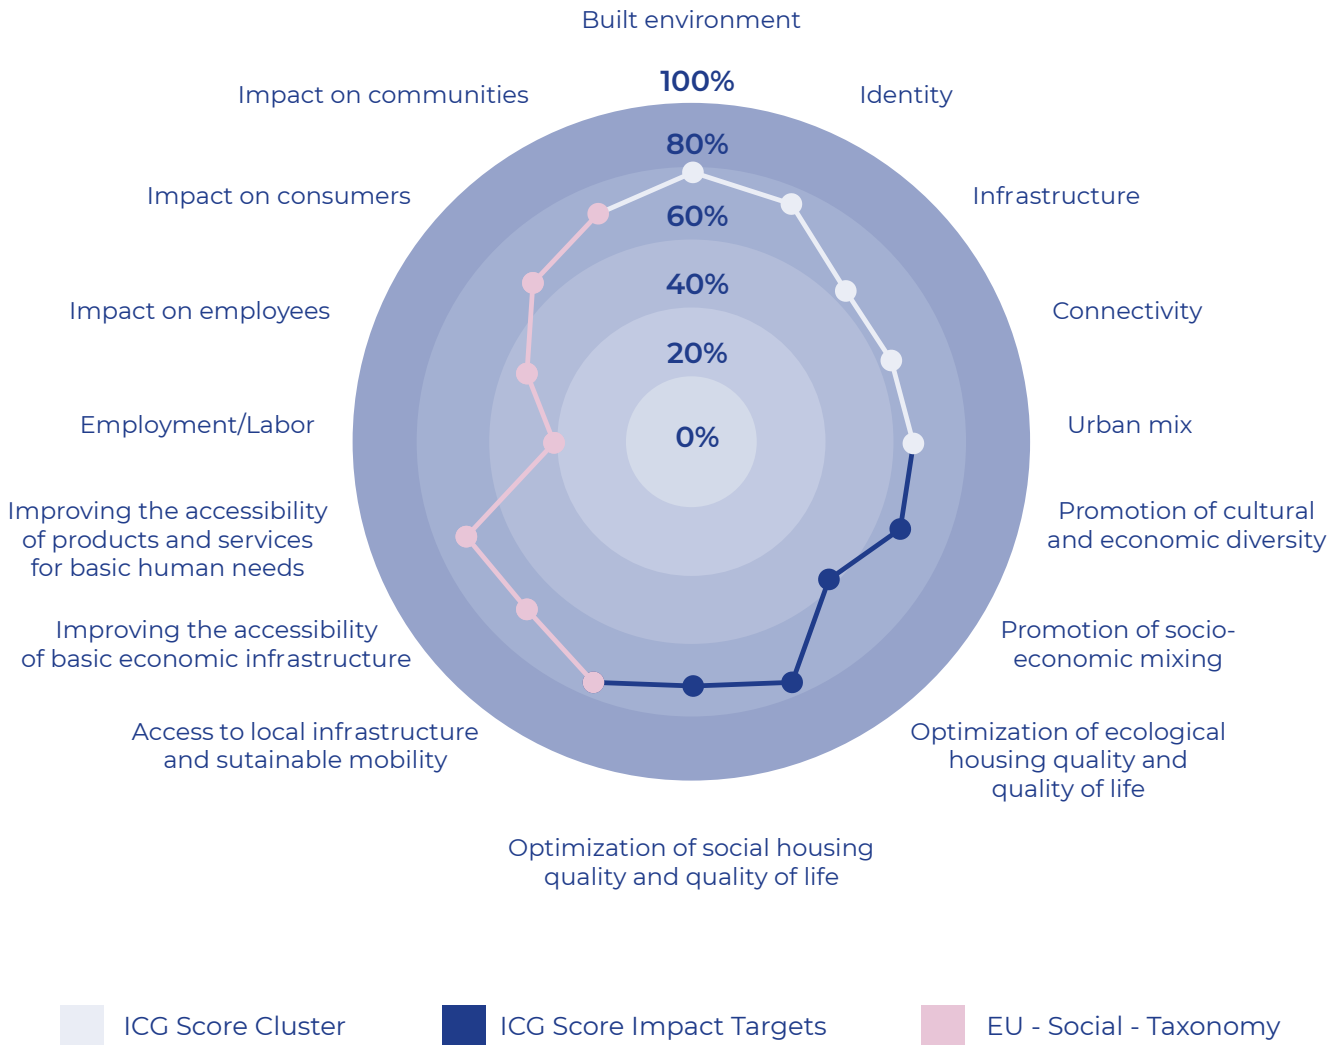 Built environment
100%
Impact on communities
Identity
80%
Impact on consumers
Infrastructure
60%
40%
Impact on employees
Connectivity
20%
Employment/Labor
Urban mix
0%
Improving the accessibility
of products and services
for basic human needs
Promotion of cultural
and economic diversity
Improving the accessibility
of basic economic infrastructure
Promotion of socio-
economic mixing
Access to local infrastructure
and sutainable mobility
Optimization of ecological
housing quality and
quality of life
Optimization of social housing
quality and quality of life
ICG Score Cluster
ICG Score Impact Targets
EU - Social - Taxonomy